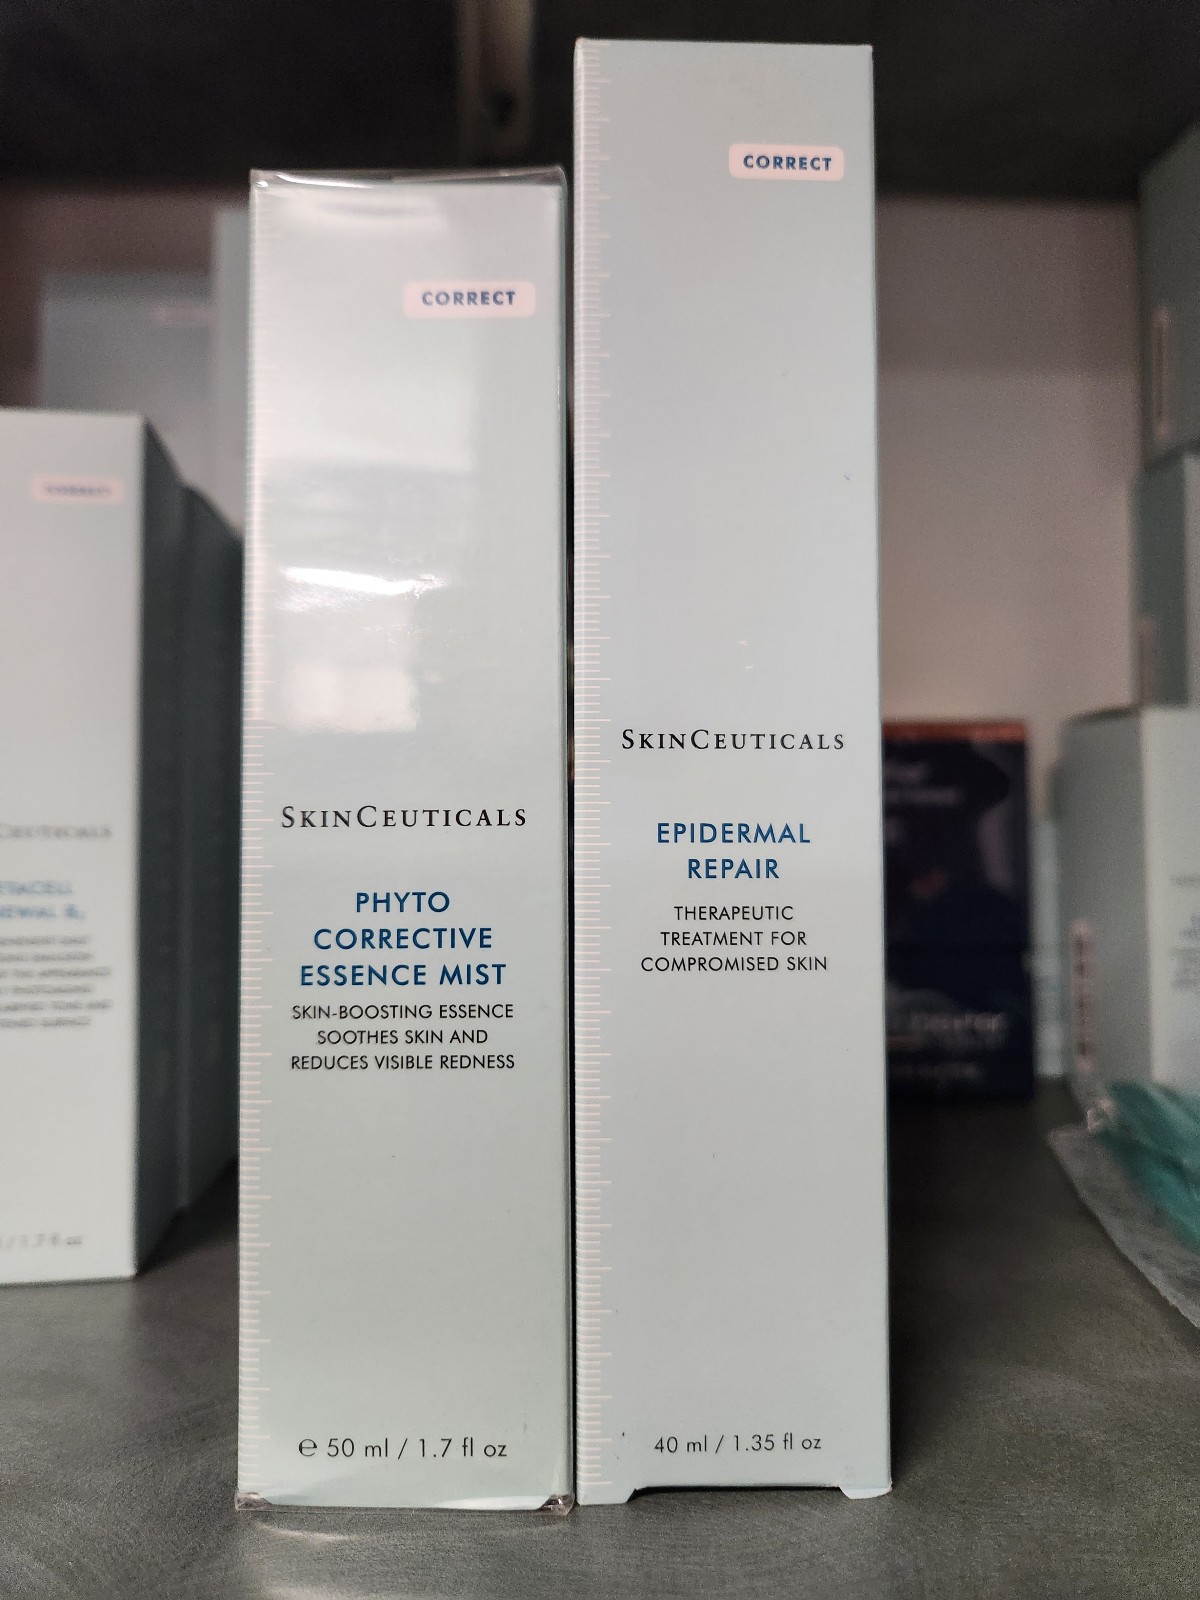 CORRECT
SKINCEUTICALS
PHYTO
CORRECTIVE
ESSENCE MIST
SKIN-BOOSTING ESSENCE
SOOTHES SKIN AND
REDUCES VISIBLE REDNESS
e 50 ml / 1.7 fl oz
CORRECT
SKINCEUTICALS
EPIDERMAL
REPAIR
THERAPEUTIC
TREATMENT FOR
COMPROMISED SKIN
40 ml / 1.35 fl oz
CORRECT